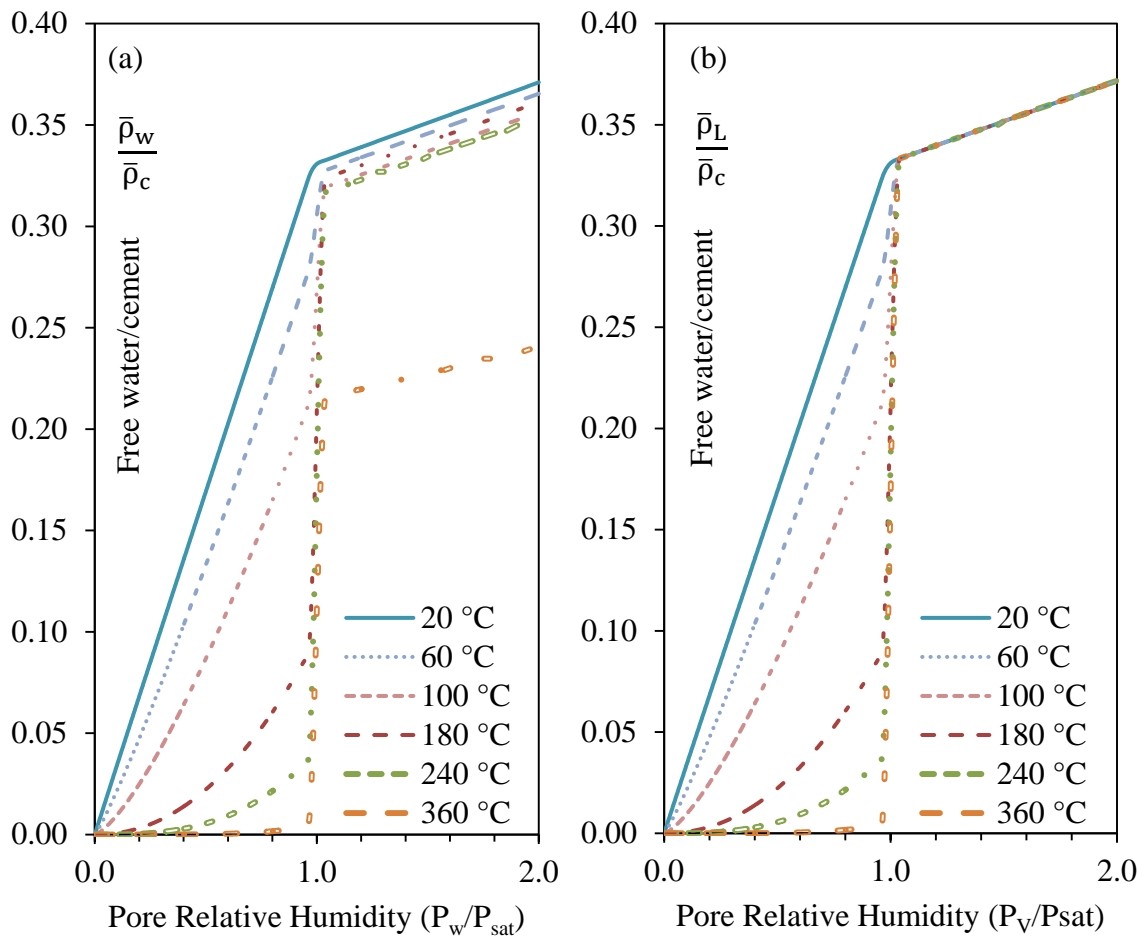 (a)
ρ̅w
ρ̅c
Free water/cement
0.40
0.35
0.30
0.25
0.20
0.15
0.10
0.05
0.00
20 °C
60 °C
100 °C
180 °C
240 °C
360 °C
0.0
1.0
2.0
Pore Relative Humidity (Pw/Psat)
(b)
ρ̅L
ρ̅c
Free water/cement
0.40
0.35
0.30
0.25
0.20
0.15
0.10
0.05
0.00
20 °C
60 °C
100 °C
180 °C
240 °C
360 °C
0.0
1.0
2.0
Pore Relative Humidity (PV/Psat)